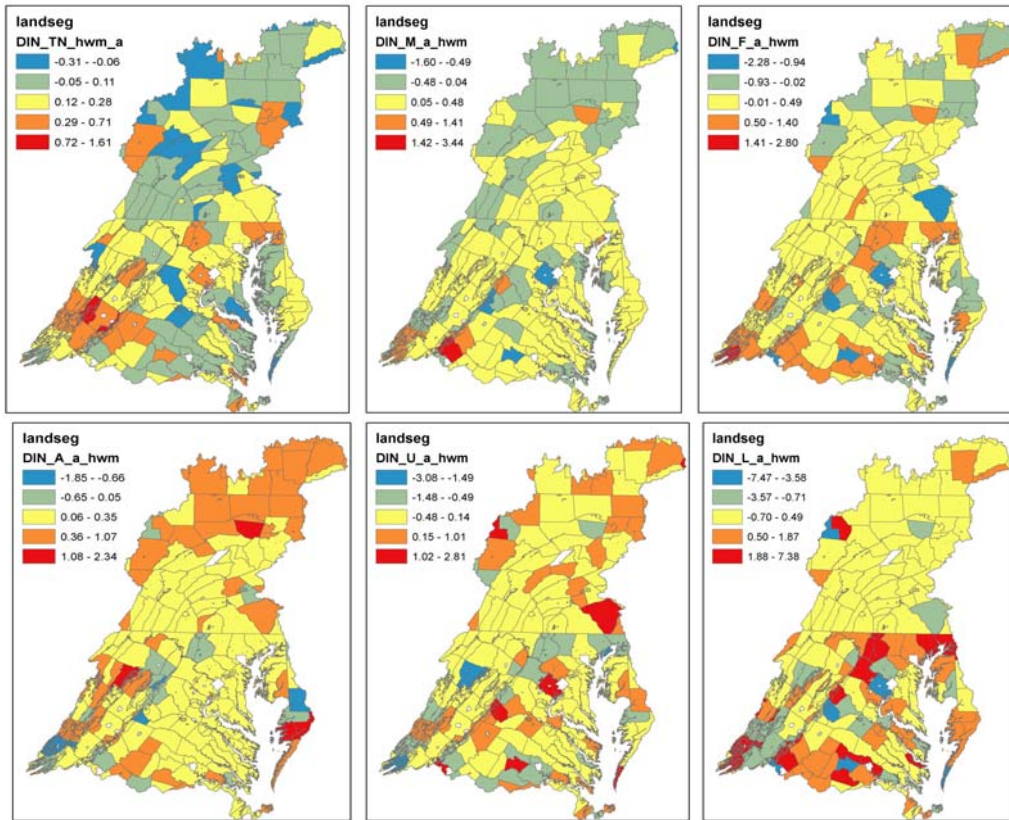 landseg
DIN_TN_hwm_a
-0.31 - -0.06
-0.05 - 0.11
0.12 - 0.28
0.29 - 0.71
0.72 - 1.61
landseg
DIN_M_a_hwm
-1.60 - -0.49
-0.48 - 0.04
0.05 - 0.48
0.49 - 1.41
1.42 - 3.44
landseg
DIN_F_a_hwm
-2.28 - -0.94
-0.93 - -0.02
-0.01 - 0.49
0.50 - 1.40
1.41 - 2.80
landseg
DIN_A_a_hwm
-1.85 - -0.66
-0.65 - 0.05
0.06 - 0.35
0.36 - 1.07
1.08 - 2.34
landseg
DIN_U_a_hwm
-3.08 - -1.49
-1.48 - -0.49
-0.48 - 0.14
0.15 - 1.01
1.02 - 2.81
landseg
DIN_L_a_hwm
-7.47 - -3.58
-3.57 - -0.71
-0.70 - 0.49
0.50 - 1.87
1.88 - 7.38